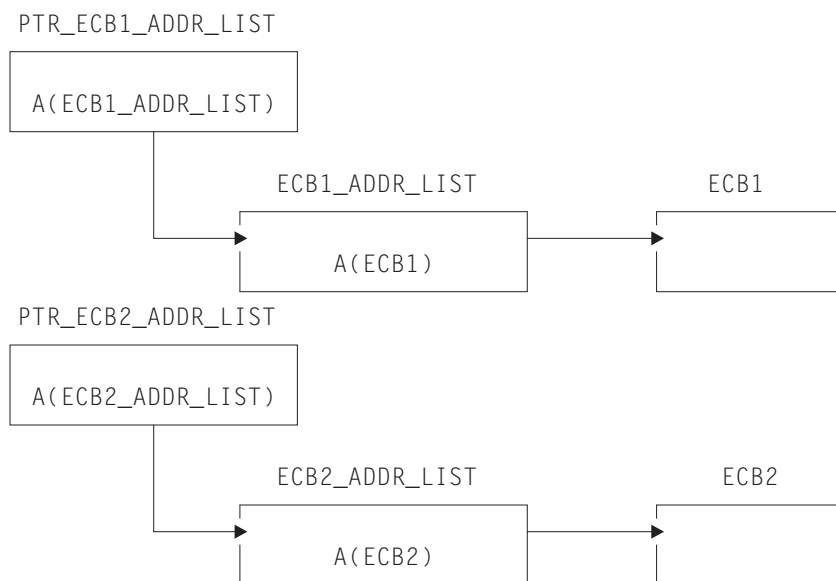 PTR_ECB1_ADDR_LIST
A(ECB1_ADDR_LIST)
ECB1_ADDR_LIST
ECB1
A(ECB1)
PTR_ECB2_ADDR_LIST
A(ECB2_ADDR_LIST)
ECB2_ADDR_LIST
ECB2
A(ECB2)